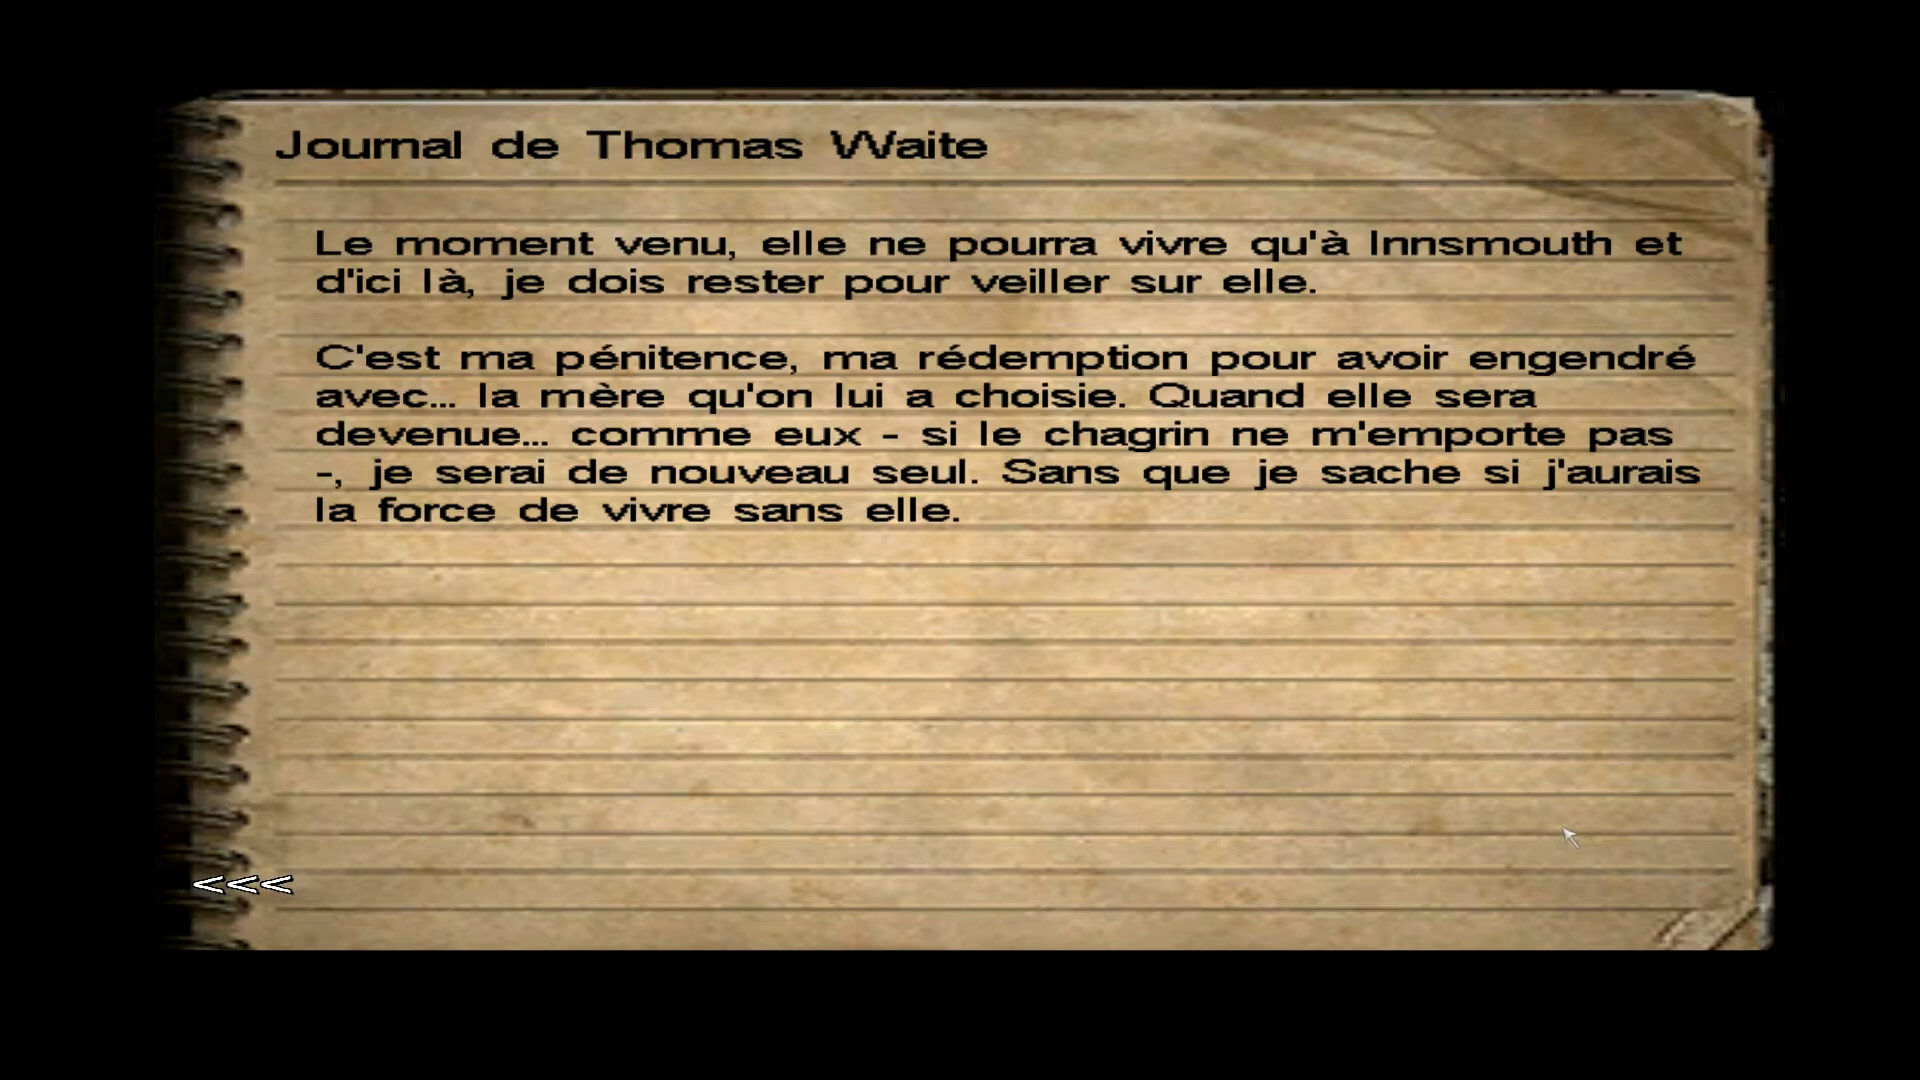 Journal de Thomas Waite
Le moment venu, elle ne pourra vivre qu'à Innsmouth et
d'ici là, je dois rester pour veiller sur elle.
C'est ma pénitence, ma rédemption pour avoir engendré
avec... la mère qu'on lui a choisie. Quand elle sera
devenue... comme eux - si le chagrin ne m'emporte pas
-, je serai de nouveau seul. Sans que je sache si j'aurais
la force de vivre sans elle.
<<<